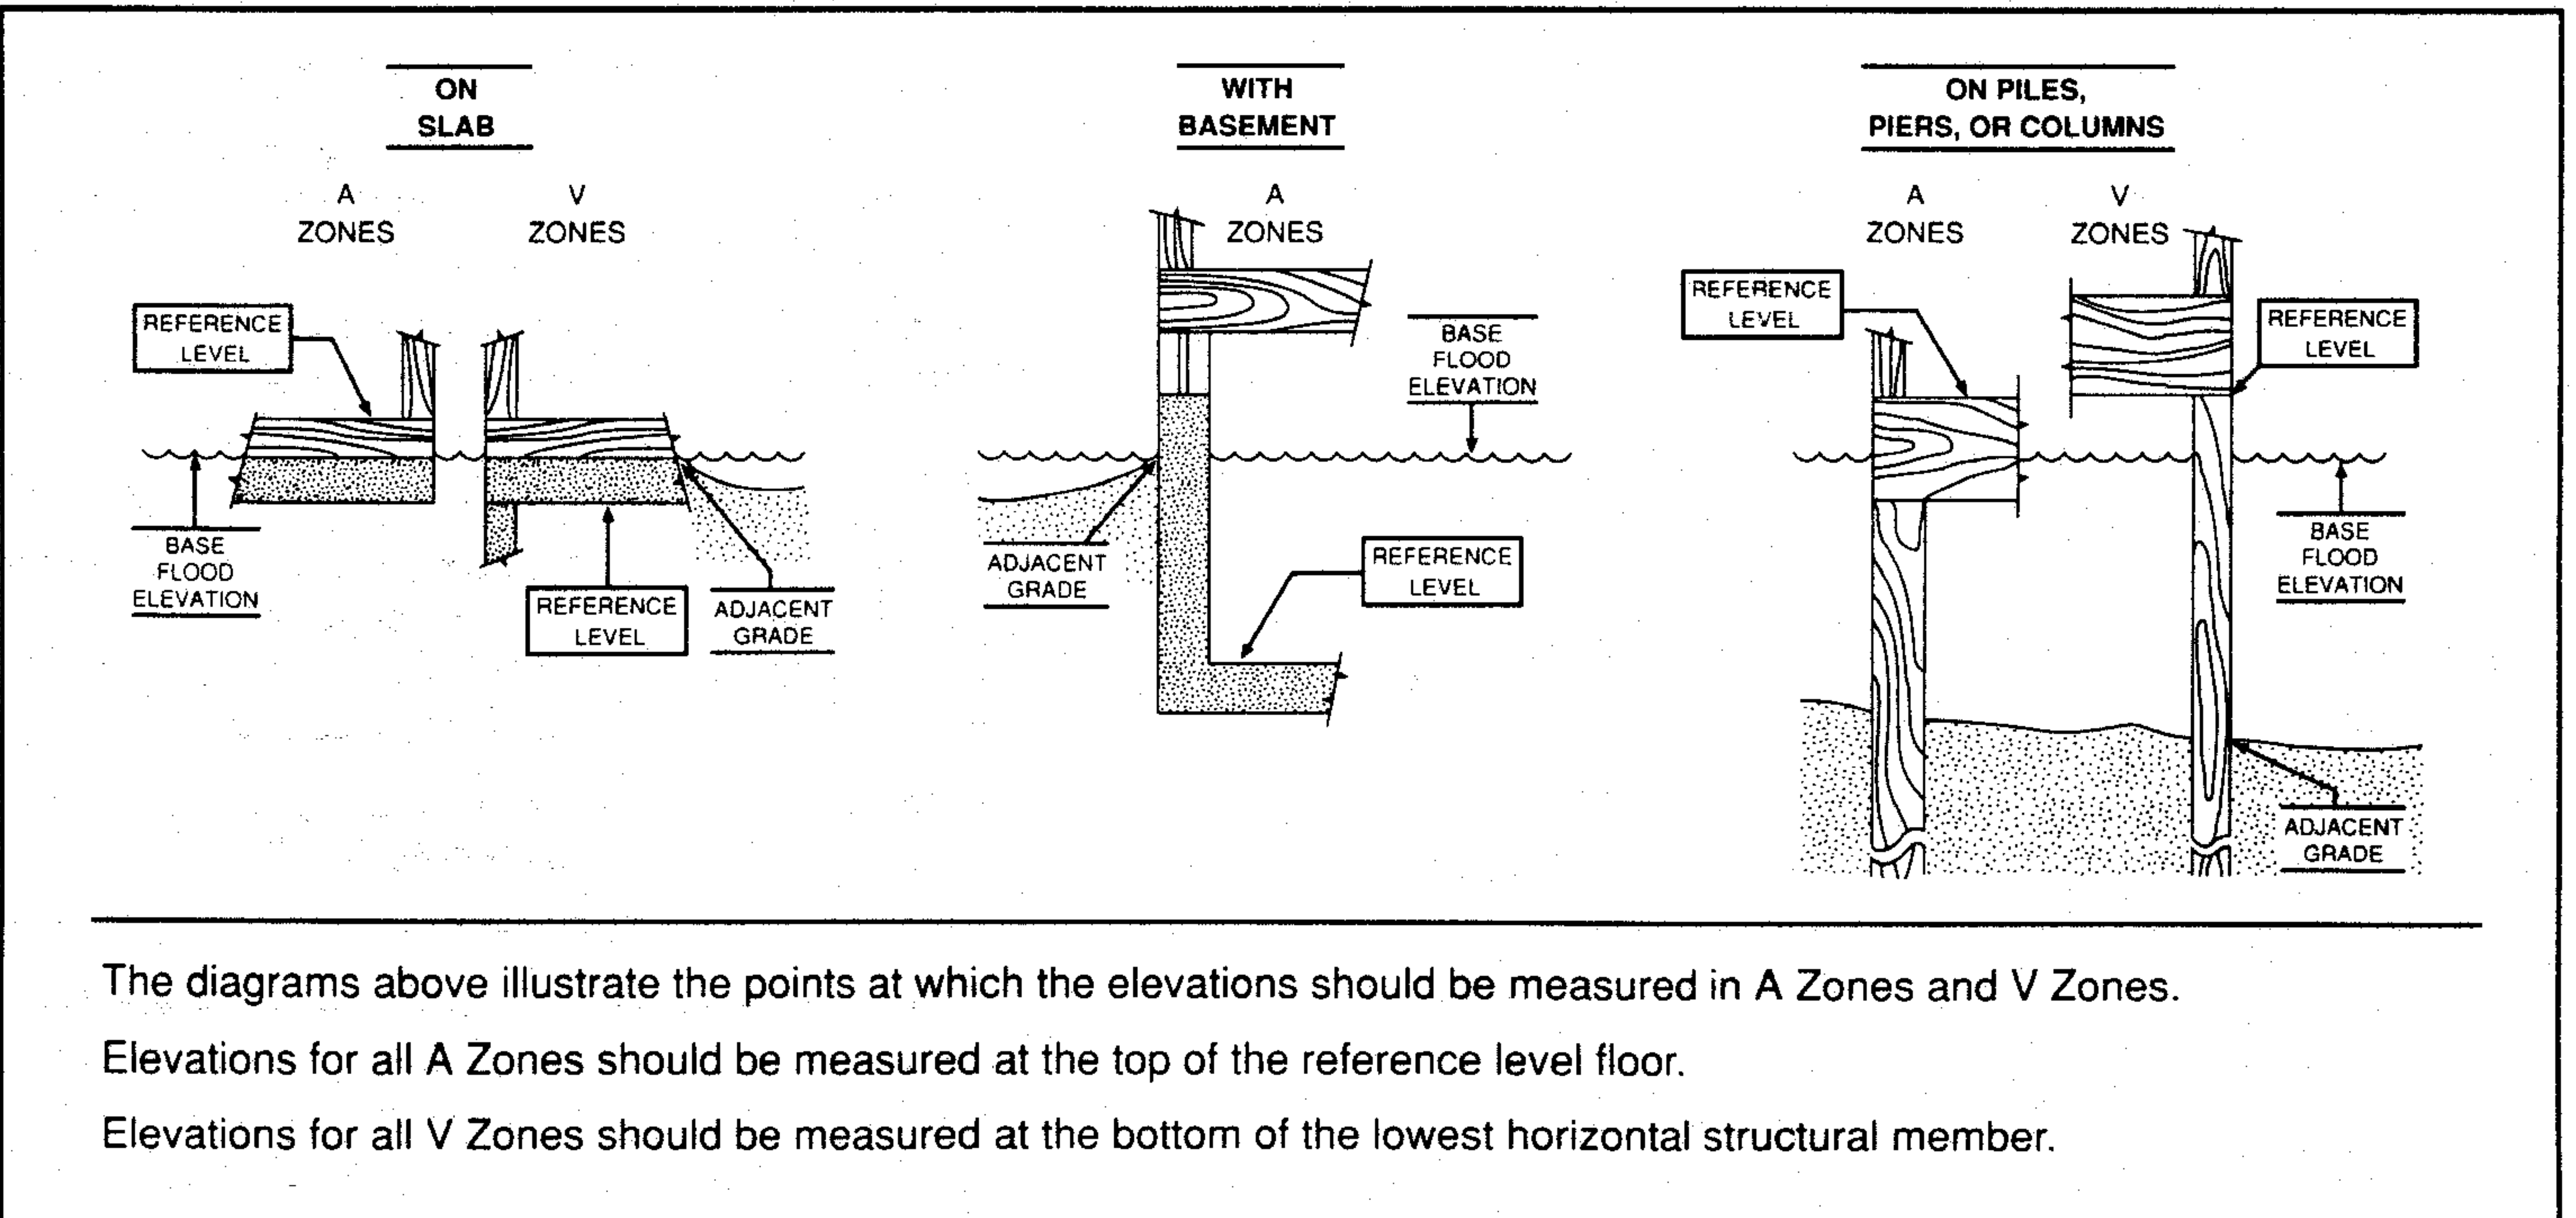 ON
SLAB
A
ZONES
V
ZONES
REFERENCE
LEVEL
BASE
FLOOD
ELEVATION
REFERENCE
LEVEL
ADJACENT
GRADE
WITH
BASEMENT
A
ZONES
BASE
FLOOD
ELEVATION
ADJACENT
GRADE
REFERENCE
LEVEL
ON PILES,
PIERS, OR COLUMNS
A
ZONES
V
ZONES
REFERENCE
LEVEL
REFERENCE
LEVEL
BASE
FLOOD
ELEVATION
ADJACENT
GRADE
The diagrams above illustrate the points at which the elevations should be measured in A Zones and V Zones.
Elevations for all A Zones should be measured at the top of the reference level floor.
Elevations for all V Zones should be measured at the bottom of the lowest horizontal structural member.